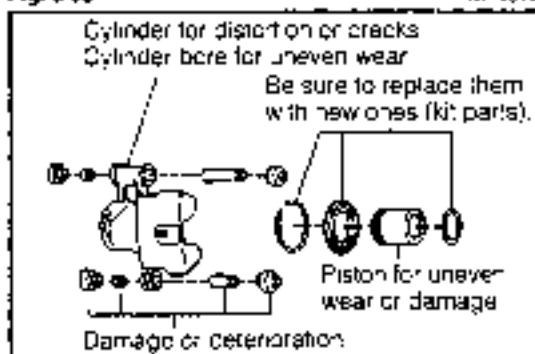 Cylinder for distortion or cracks
Cylinder bore for uneven wear
Be sure to replace them
with new ones (kit parts).
Piston for uneven
wear or damage
Damage or deterioration